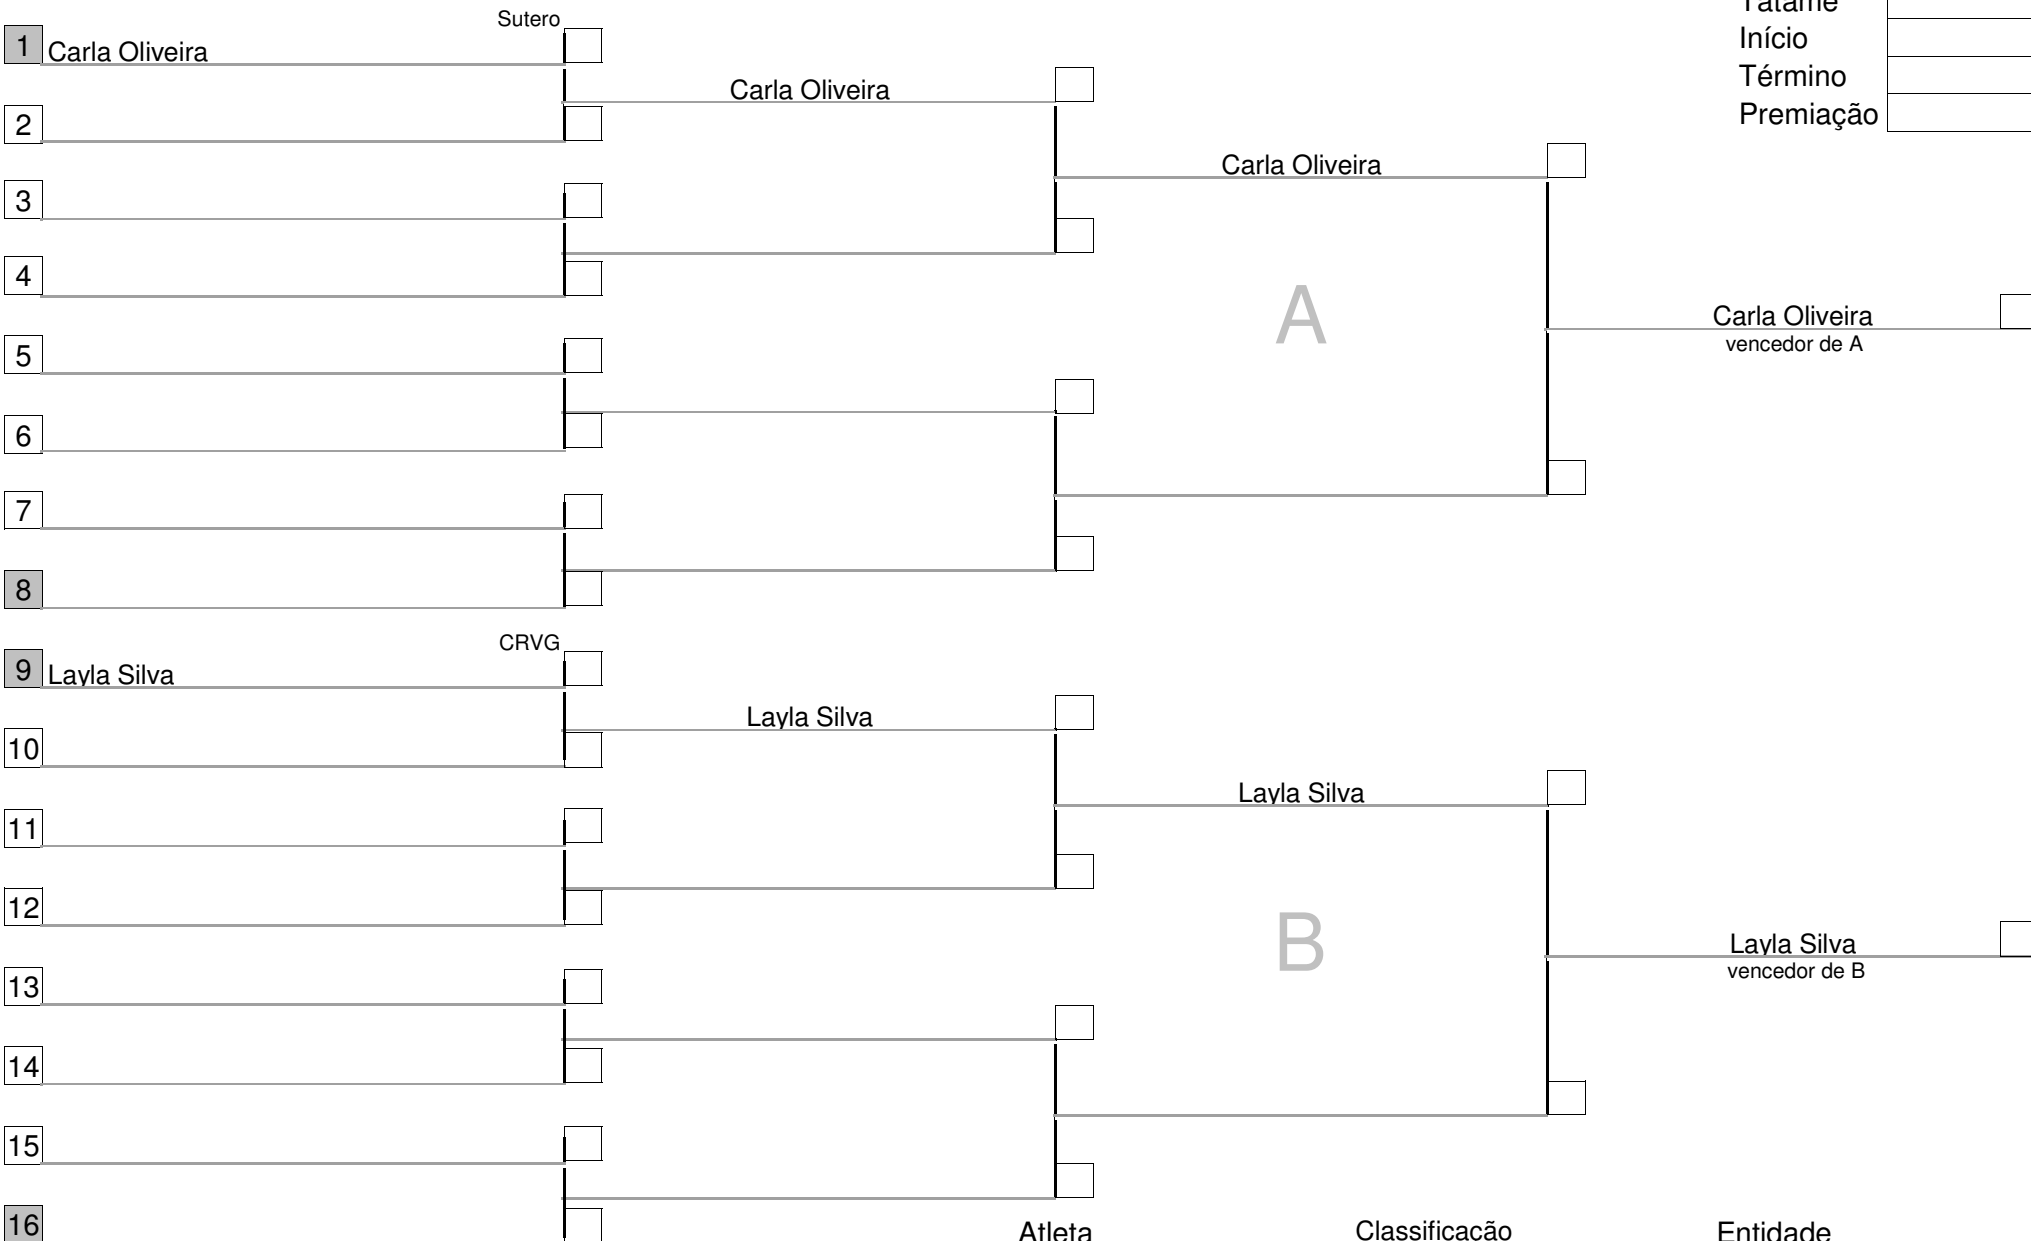 Tatame
Sutero
1 Carla Oliveira
Início
Carla Oliveira
Término
2
Premiação
Carla Oliveira
3
4
A
Carla Oliveira
vencedor de A
5
6
7
8
CRVG
9 Layla Silva
Layla Silva
10
Layla Silva
11
12
B
Layla Silva
vencedor de B
13
14
15
16
Atleta Classificação Entidade